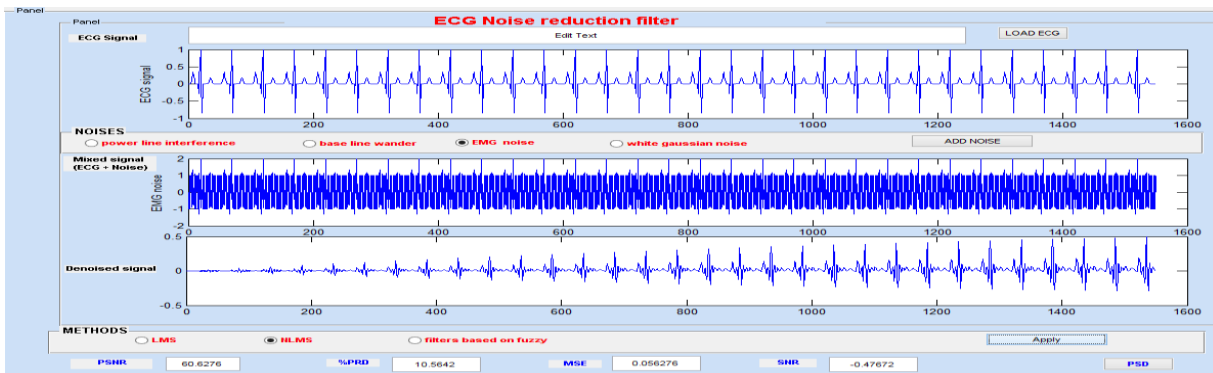 Panel
Panel
ECG Noise reduction filter
ECG Signal
Edit Text
LOAD ECG
ECG signal
1
0.5
0
-0.5
-1
0 200 400 600 800 1000 1200 1400 1600
NOISES
power line interference
base line wander
EMG noise
white gaussian noise
ADD NOISE
Mixed signal
(ECG + Noise)
EMG noise
2
1
0
-1
-2
0 200 400 600 800 1000 1200 1400 1600
Denoised signal
0.5
0
-0.5
0 200 400 600 800 1000 1200 1400 1600
METHODS
LMS
NLMS
filters based on fuzzy
Apply
PSNR 60.6276 %PRD 10.5642 MSE 0.056276 SNR -0.47672 PSD